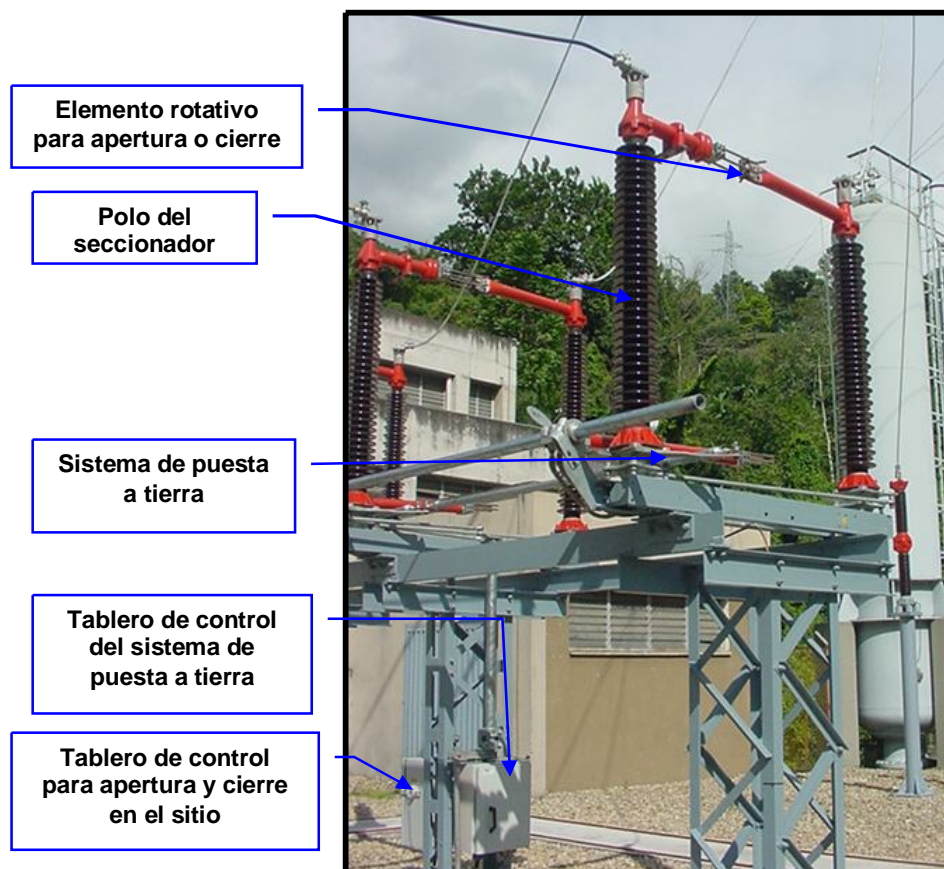 Elemento rotativo
para apertura o cierre
Polo del
seccionador
Sistema de puesta
a tierra
Tablero de control
del sistema de
puesta a tierra
Tablero de control
para apertura y cierre
en el sitio